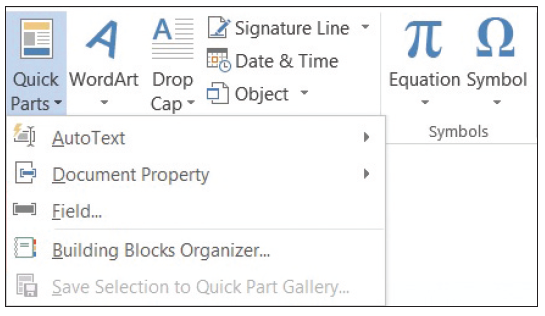 Quick Parts
WordArt
Drop Cap
Signature Line
Date & Time
Object
Equation
Symbol
Symbols
AutoText
Document Property
Field...
Building Blocks Organizer...
Save Selection to Quick Part Gallery...